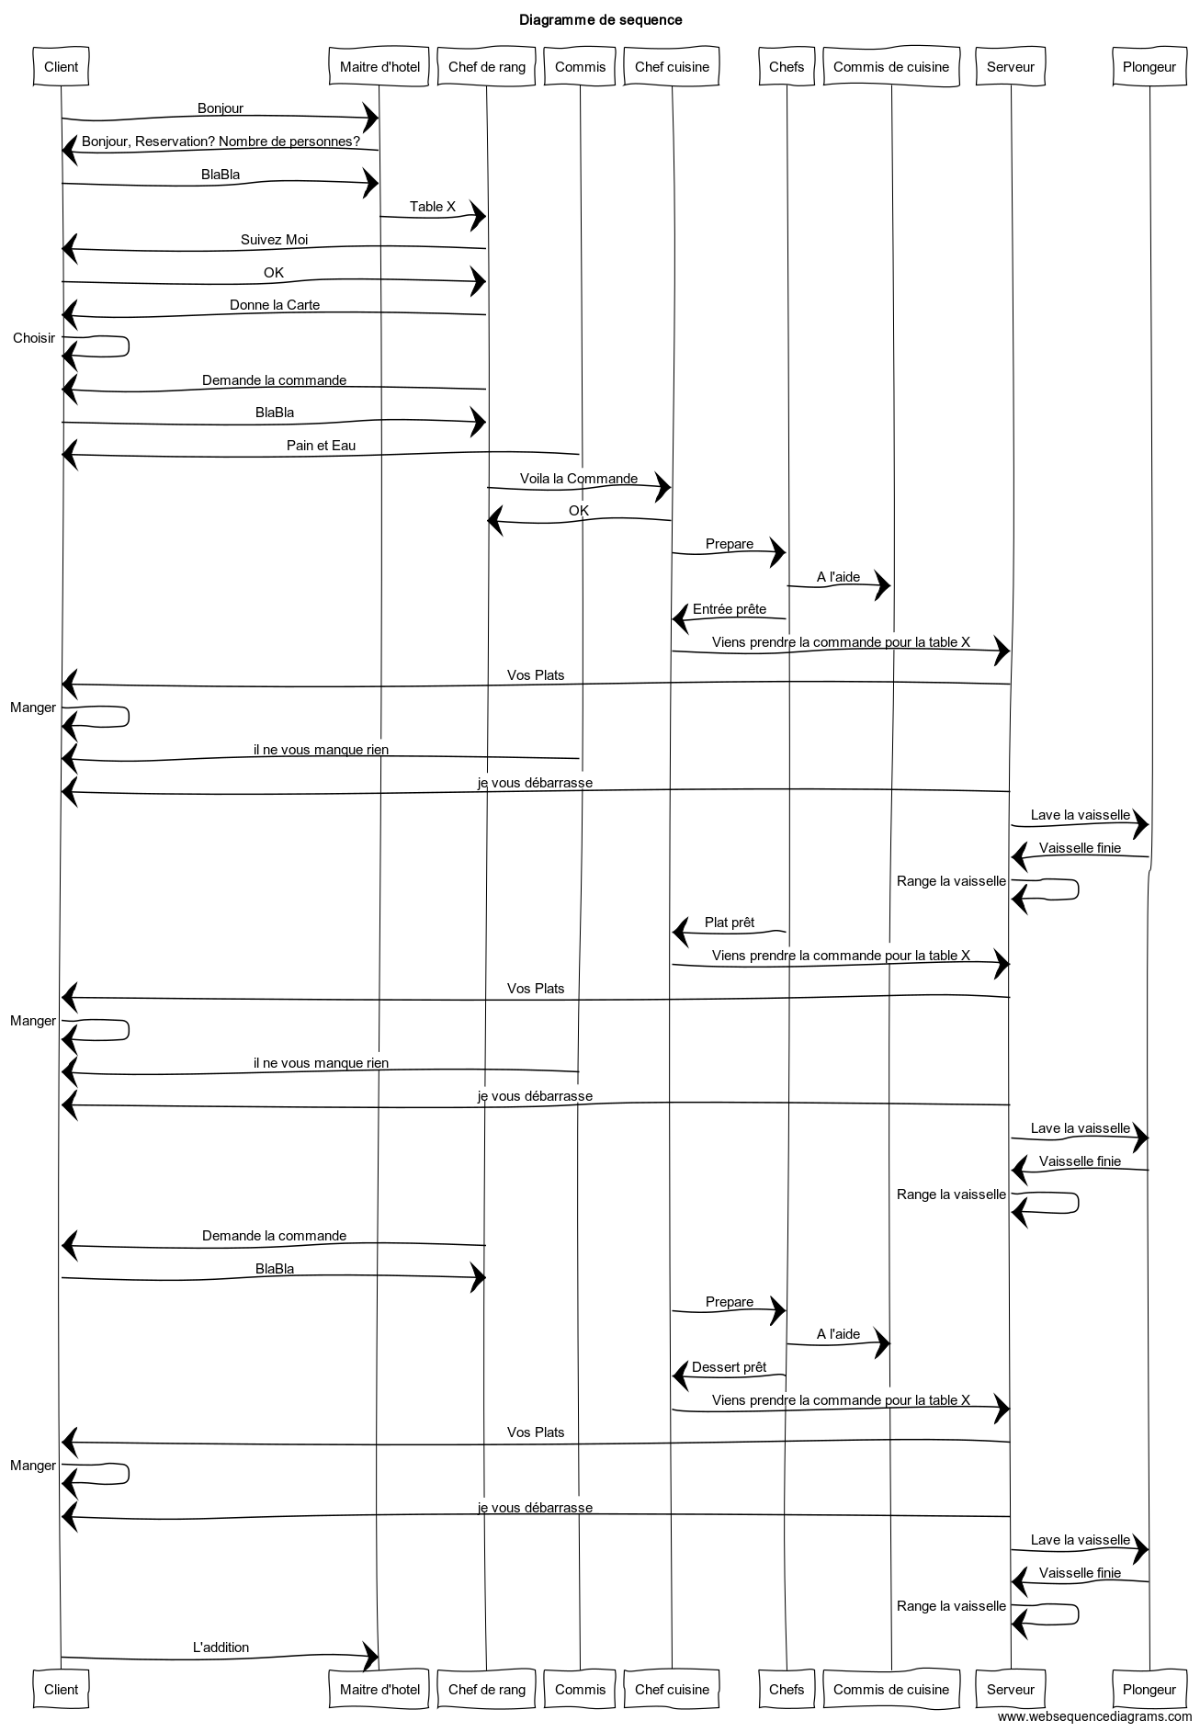 Diagramme de sequence
Client Maitre d'hotel Chef de rang Commis Chef cuisine Chefs Commis de cuisine Serveur Plongeur
Bonjour
Bonjour, Reservation? Nombre de personnes?
BlaBla
Table X
Suivez Moi
OK
Donne la Carte
Choisir
Demande la commande
BlaBla
Pain et Eau
Voila la Commande
OK
Prepare
A l'aide
Entrée prête
Viens prendre la commande pour la table X
Vos Plats
Manger
il ne vous manque rien
je vous débarrasse
Lave la vaisselle
Vaisselle finie
Range la vaisselle
Plat prêt
Viens prendre la commande pour la table X
Vos Plats
Manger
il ne vous manque rien
je vous débarrasse
Lave la vaisselle
Vaisselle finie
Range la vaisselle
Demande la commande
BlaBla
Prepare
A l'aide
Dessert prêt
Viens prendre la commande pour la table X
Vos Plats
Manger
je vous débarrasse
Lave la vaisselle
Vaisselle finie
Range la vaisselle
L'addition
Client Maitre d'hotel Chef de rang Commis Chef cuisine Chefs Commis de cuisine Serveur Plongeur
www.websequencediagrams.com